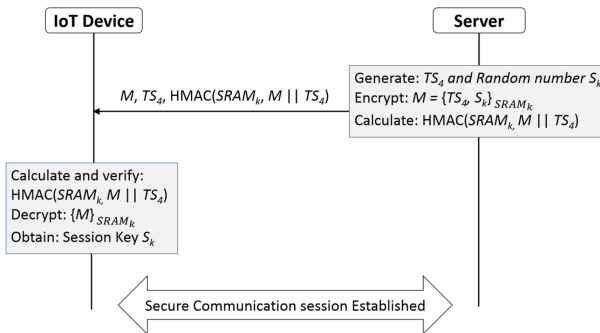 IoT Device
Server
Generate: TS₄ and Random number Sₖ
Encrypt: M = {TS₄, Sₖ}SRAMₖ
Calculate: HMAC(SRAMₖ, M || TS₄)
M, TS₄, HMAC(SRAMₖ, M || TS₄)
Calculate and verify:
HMAC(SRAMₖ, M || TS₄)
Decrypt: {M}SRAMₖ
Obtain: Session Key Sₖ
Secure Communication session Established